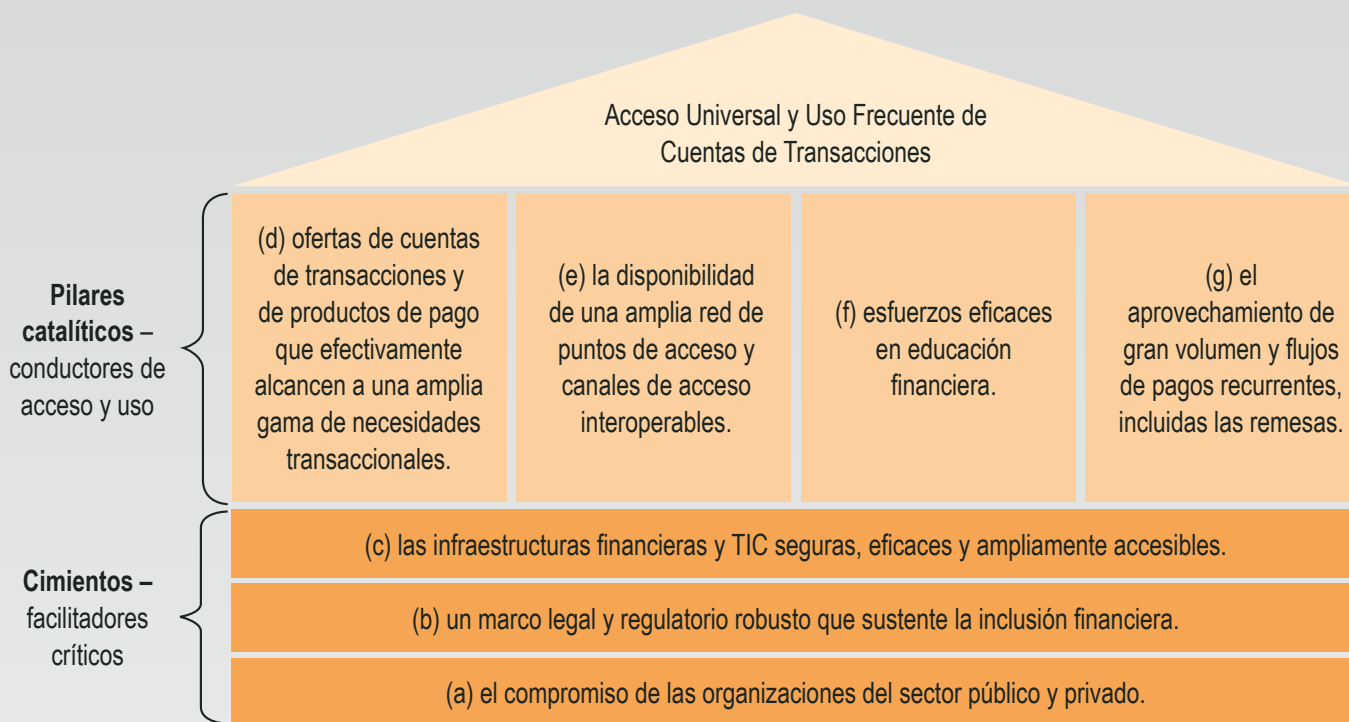 Acceso Universal y Uso Frecuente de
Cuentas de Transacciones
Pilares
catalíticos –
conductores de
acceso y uso
(d) ofertas de cuentas
de transacciones y
de productos de pago
que efectivamente
alcancen a una amplia
gama de necesidades
transaccionales.
(e) la disponibilidad
de una amplia red de
puntos de acceso y
canales de acceso
interoperables.
(f) esfuerzos eficaces
en educación
financiera.
(g) el
aprovechamiento de
gran volumen y flujos
de pagos recurrentes,
incluidas las remesas.
Cimientos –
facilitadores
críticos
(c) las infraestructuras financieras y TIC seguras, eficaces y ampliamente accesibles.
(b) un marco legal y regulatorio robusto que sustente la inclusión financiera.
(a) el compromiso de las organizaciones del sector público y privado.